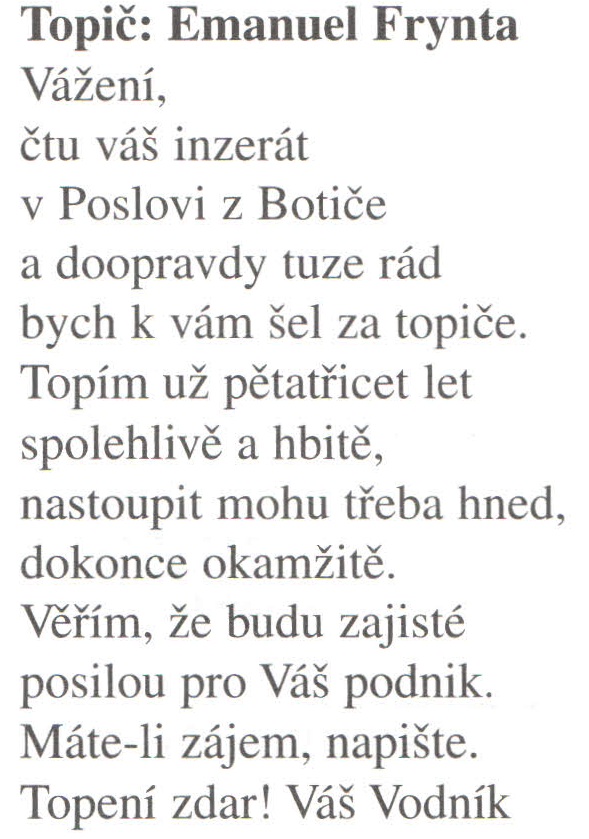 Topič: Emanuel Frynta
Vážení,
čtu váš inzerát
v Poslovi z Botiče
a doopravdy tuze rád
bych k vám šel za topiče.
Topím už pětatřicet let
spolehlivě a hbitě,
nastoupit mohu třeba hned,
dokonce okamžitě.
Věřím, že budu zajisté
posilou pro Váš podnik.
Máte-li zájem, napište.
Topení zdar! Váš Vodník